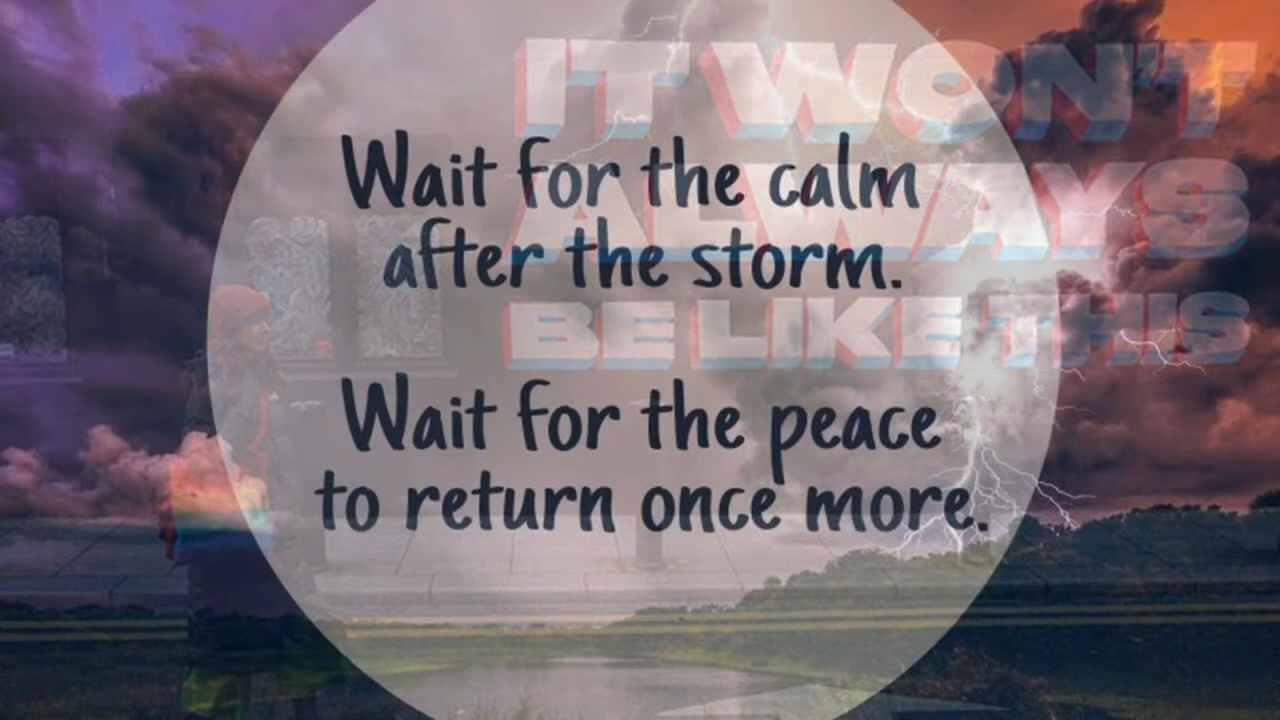 IT WON'T
ALWAYS
BE LIKE THIS
Wait for the calm
after the storm.
Wait for the peace
to return once more.